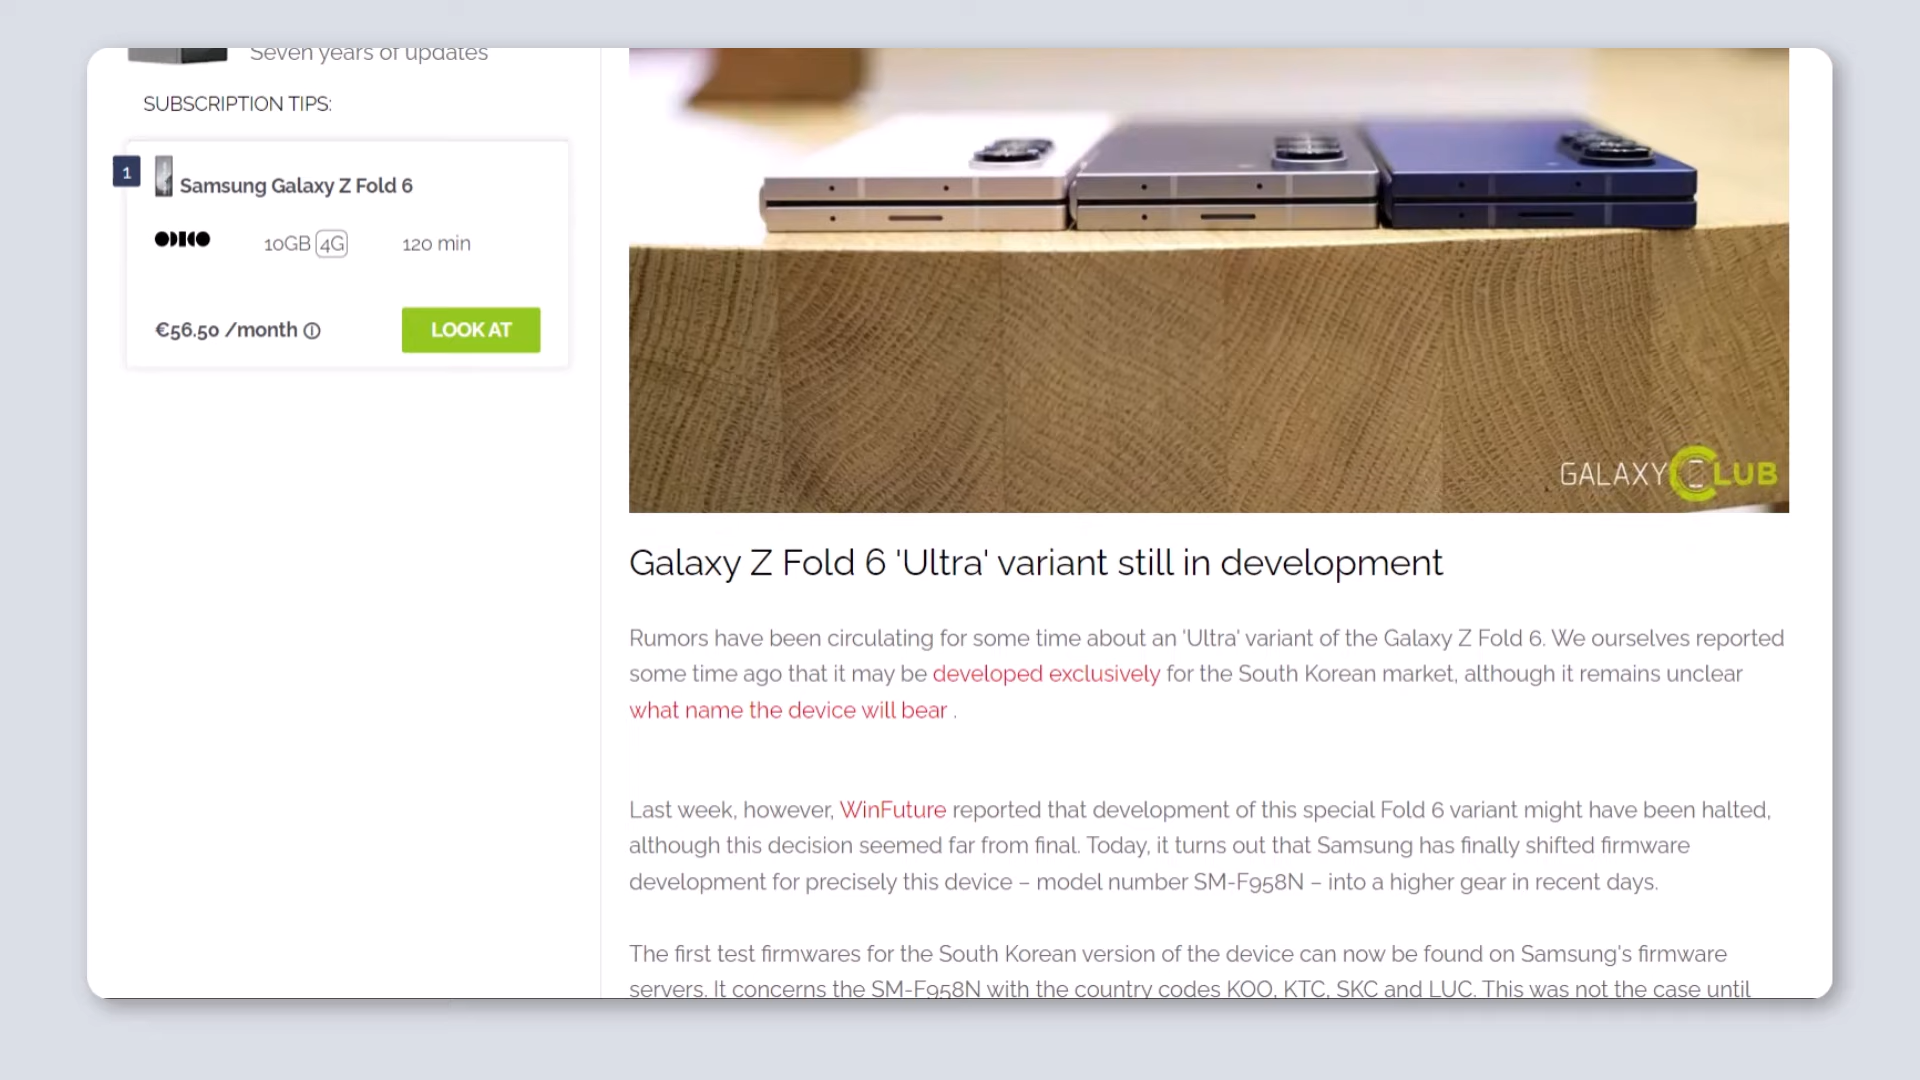 Seven years of updates
SUBSCRIPTION TIPS:
1
Samsung Galaxy Z Fold 6
ODIDO
10GB 4G 120 min
€56.50 /month
LOOK AT
GALAXY CLUB
Galaxy Z Fold 6 'Ultra' variant still in development
Rumors have been circulating for some time about an 'Ultra' variant of the Galaxy Z Fold 6. We ourselves reported
some time ago that it may be developed exclusively for the South Korean market, although it remains unclear
what name the device will bear .
Last week, however, WinFuture reported that development of this special Fold 6 variant might have been halted,
although this decision seemed far from final. Today, it turns out that Samsung has finally shifted firmware
development for precisely this device – model number SM-F958N – into a higher gear in recent days.
The first test firmwares for the South Korean version of the device can now be found on Samsung's firmware
servers. It concerns the SM-F958N with the country codes KOO, KTC, SKC and LUC. This was not the case until